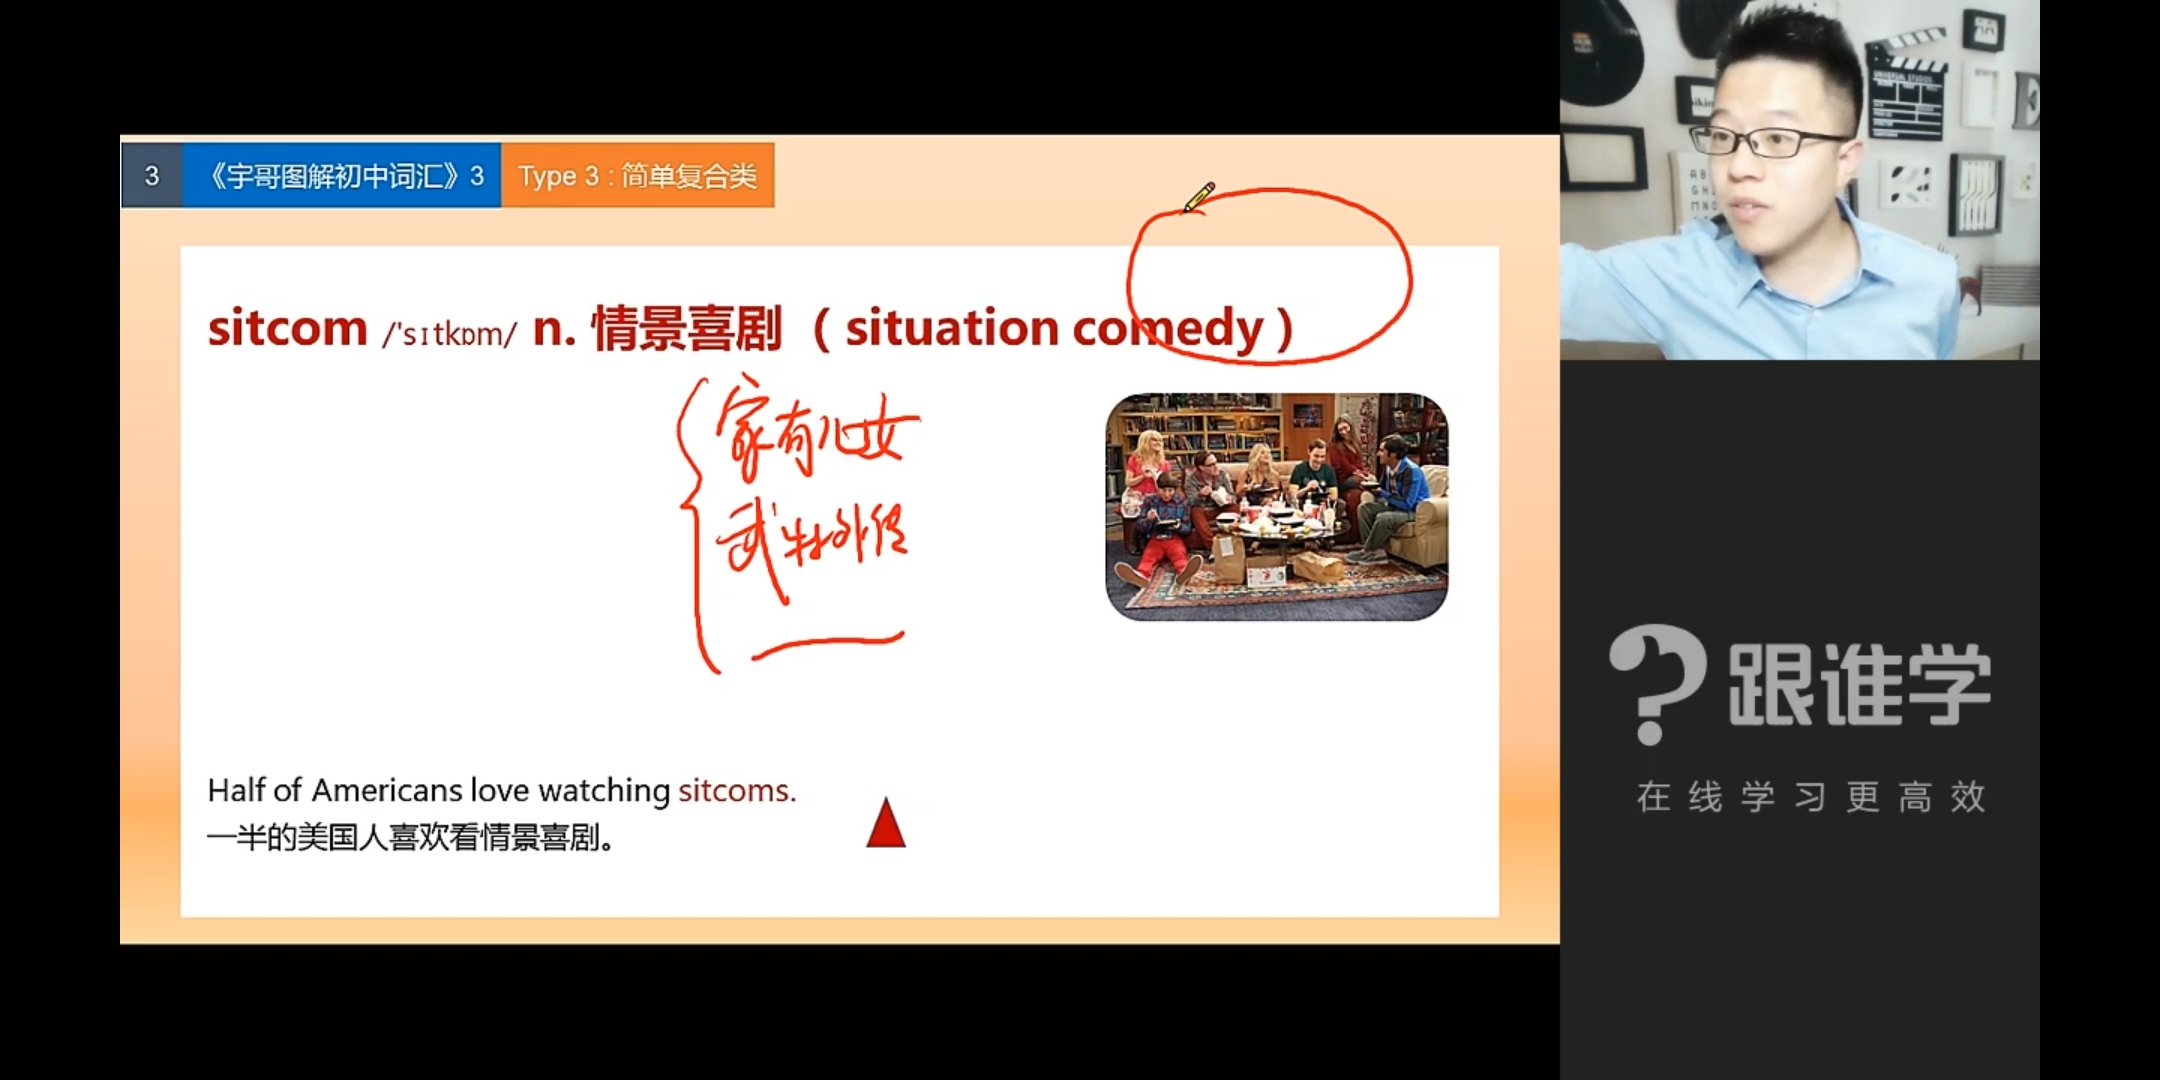 3 《宇哥图解初中词汇》3 Type 3 : 简单复合类
sitcom /'sɪtkɒm/ n. 情景喜剧 ( situation comedy )
家有儿女
武林外传
Half of Americans love watching sitcoms.
一半的美国人喜欢看情景喜剧。
UNIVERSAL STUDIOS
跟谁学
在线学习更高效